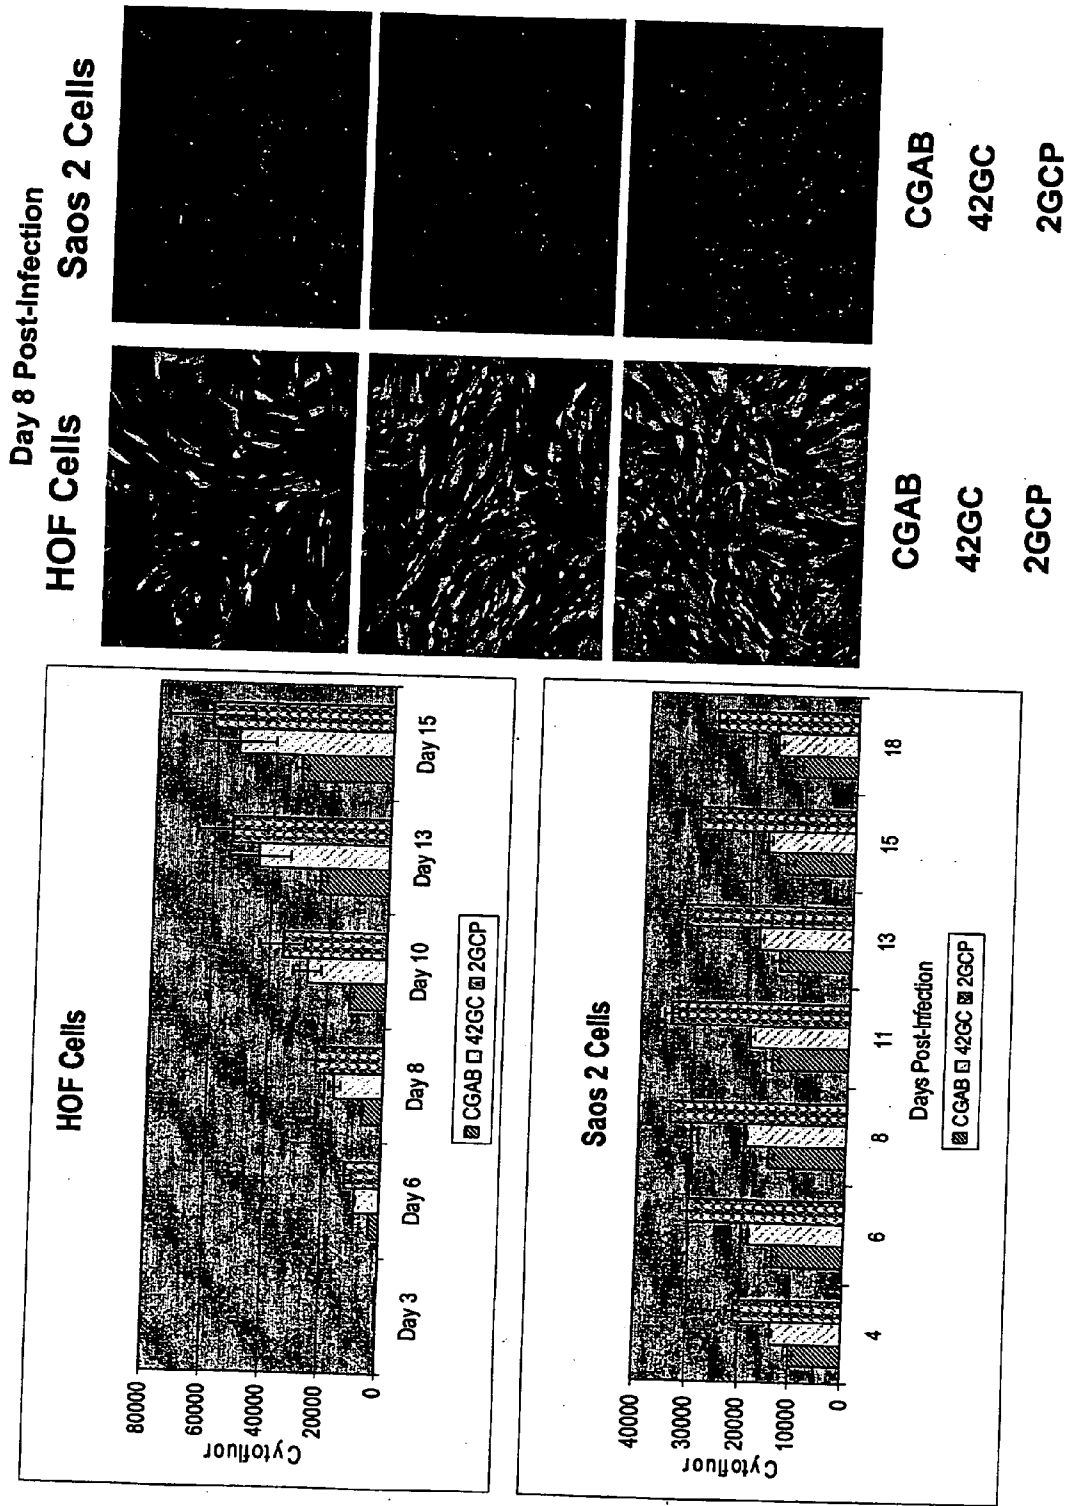 Day 8 Post-Infection
HOF Cells
Saos 2 Cells
CGAB
42GC
2GCP
CGAB
42GC
2GCP
HOF Cells
Cytofluor
80000
60000
40000
20000
0
Day 3
Day 6
Day 8
Day 10
Day 13
Day 15
CGAB 42GC 2GCP
Saos 2 Cells
Cytofluor
40000
30000
20000
10000
0
4
6
8
11
13
15
18
Days Post-Infection
CGAB 42GC 2GCP